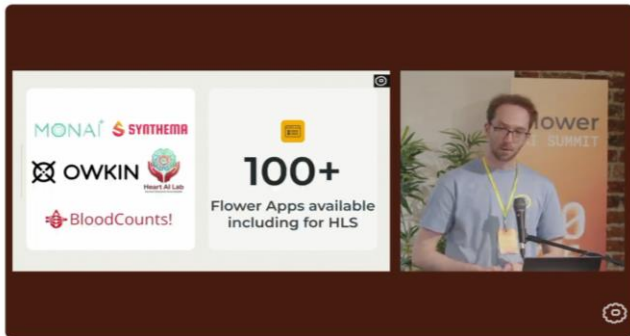 MONAI
SYNTHEMA
OWKIN
Heart AI Lab
BloodCounts!
100+
Flower Apps available
including for HLS
lower
SUMMIT